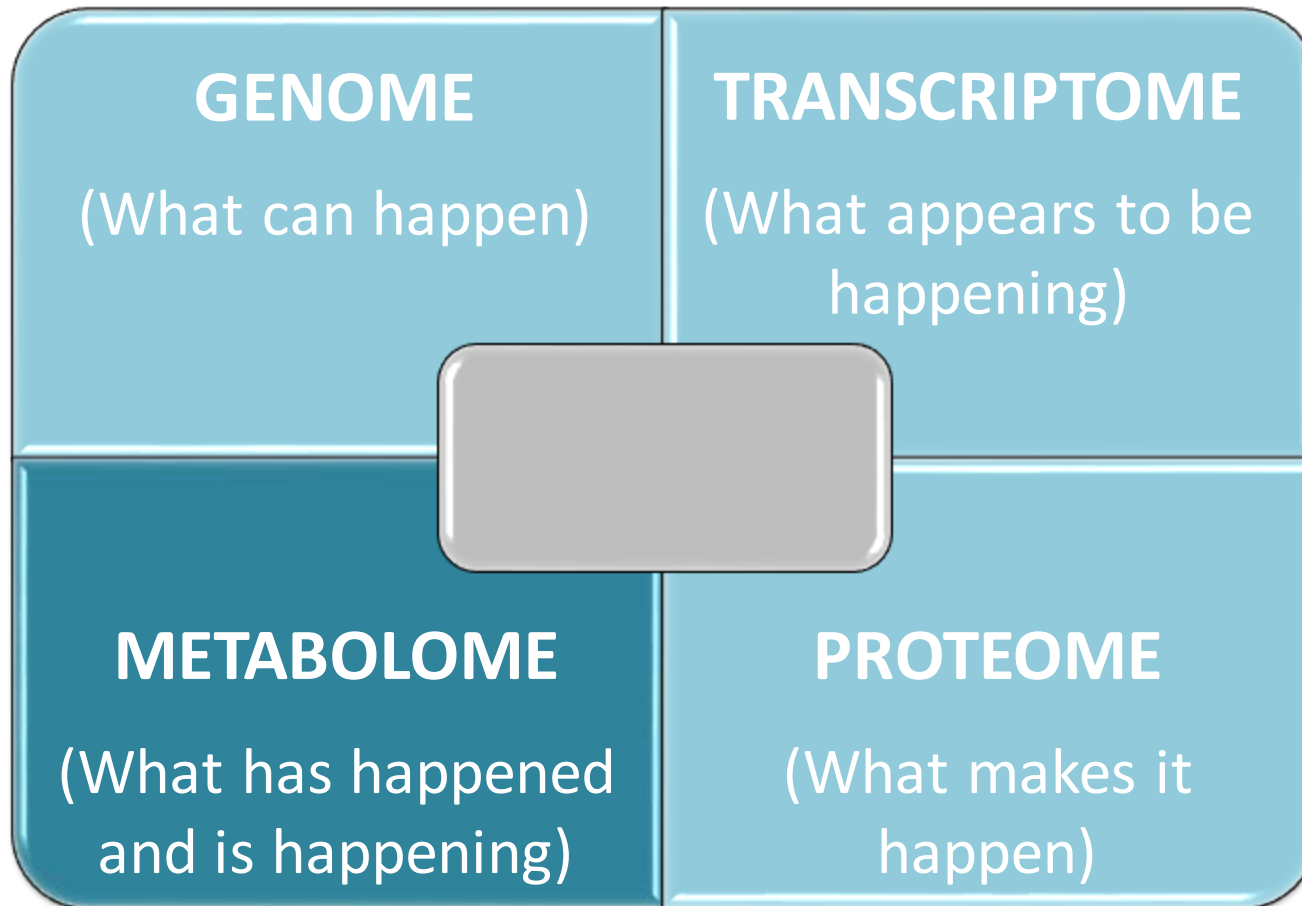 GENOME
(What can happen)
TRANSCRIPTOME
(What appears to be
happening)
METABOLOME
(What has happened
and is happening)
PROTEOME
(What makes it
happen)